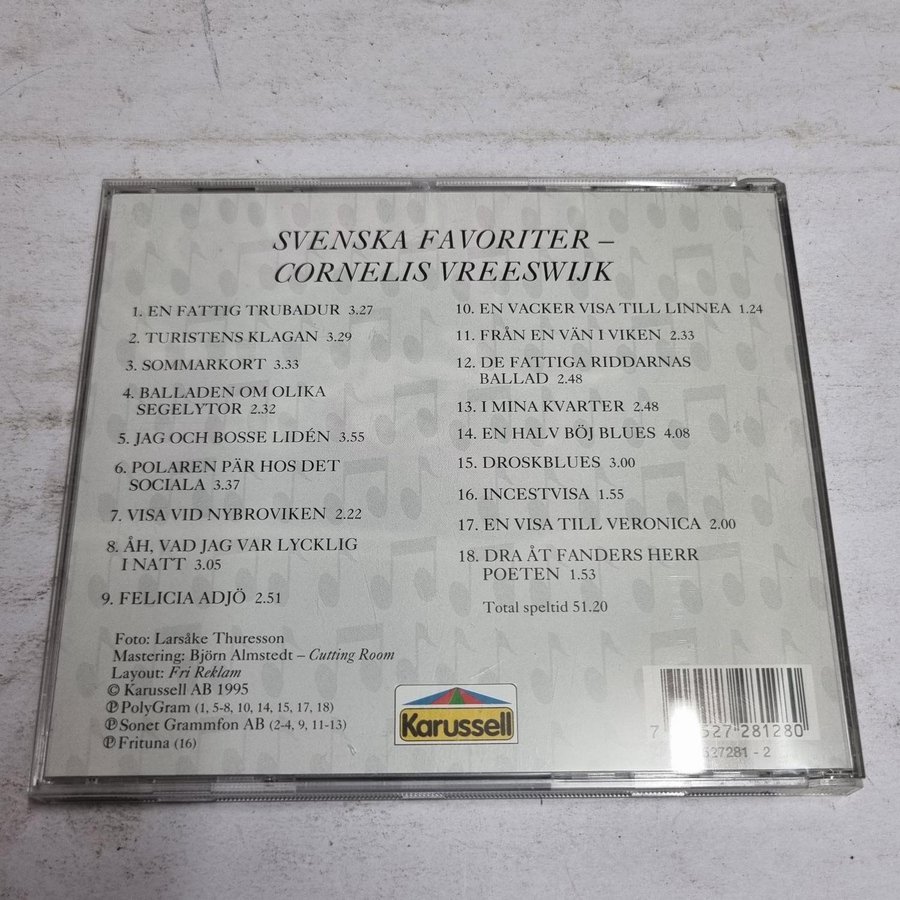 SVENSKA FAVORITER –
CORNELIS VREESWIJK
1. EN FATTIG TRUBADUR 3.27
2. TURISTENS KLAGAN 3.29
3. SOMMARKORT 3.33
4. BALLADEN OM OLIKA
SEGELYTOR 2.32
5. JAG OCH BOSSE LIDÉN 3.55
6. POLAREN PÄR HOS DET
SOCIALA 3.37
7. VISA VID NYBROVIKEN 2.22
8. ÅH, VAD JAG VAR LYCKLIG
I NATT 3.05
9. FELICIA ADJÖ 2.51
10. EN VACKER VISA TILL LINNEA 1.24
11. FRÅN EN VÄN I VIKEN 2.33
12. DE FATTIGA RIDDARNAS
BALLAD 2.48
13. I MINA KVARTER 2.48
14. EN HALV BÖJ BLUES 4.08
15. DROSKBLUES 3.00
16. INCESTVISA 1.55
17. EN VISA TILL VERONICA 2.00
18. DRA ÅT FANDERS HERR
POETEN 1.53
Total speltid 51.20
Foto: Larsåke Thuresson
Mastering: Björn Almstedt – Cutting Room
Layout: Fri Reklam
© Karussell AB 1995
℗ PolyGram (1, 5-8, 10, 14, 15, 17, 18)
℗ Sonet Grammfon AB (2-4, 9, 11-13)
℗ Frituna (16)
Karussell
7 527 281280
527281 - 2